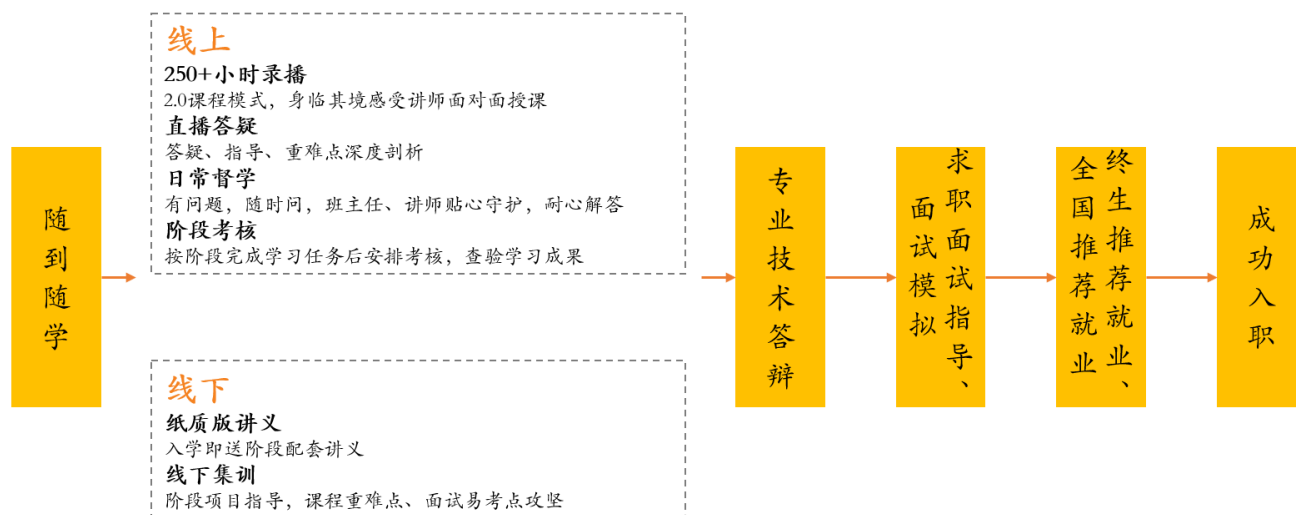 随到随学
线上
250+小时录播
2.0课程模式，身临其境感受讲师面对面授课
直播答疑
答疑、指导、重难点深度剖析
日常督学
有问题，随时问，班主任、讲师贴心守护，耐心解答
阶段考核
按阶段完成学习任务后安排考核，查验学习成果
线下
纸质版讲义
入学即送阶段配套讲义
线下集训
阶段项目指导，课程重难点、面试易考点攻坚
专业技术答辩
求职面试指导、
面试模拟
终生推荐就业、
全国推荐就业
成功入职